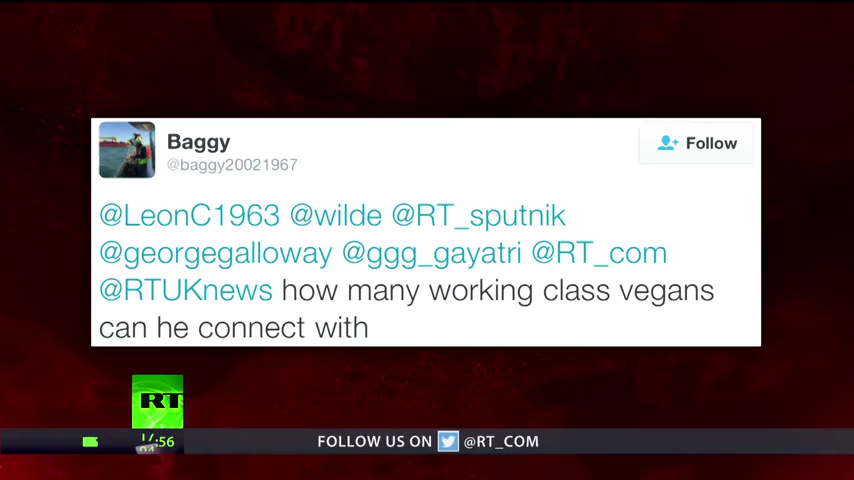 Baggy
@baggy20021967
Follow
@LeonC1963 @wilde @RT_sputnik
@georgegalloway @ggg_gayatri @RT_com
@RTUKnews how many working class vegans
can he connect with
RT
:56
FOLLOW US ON @RT_COM